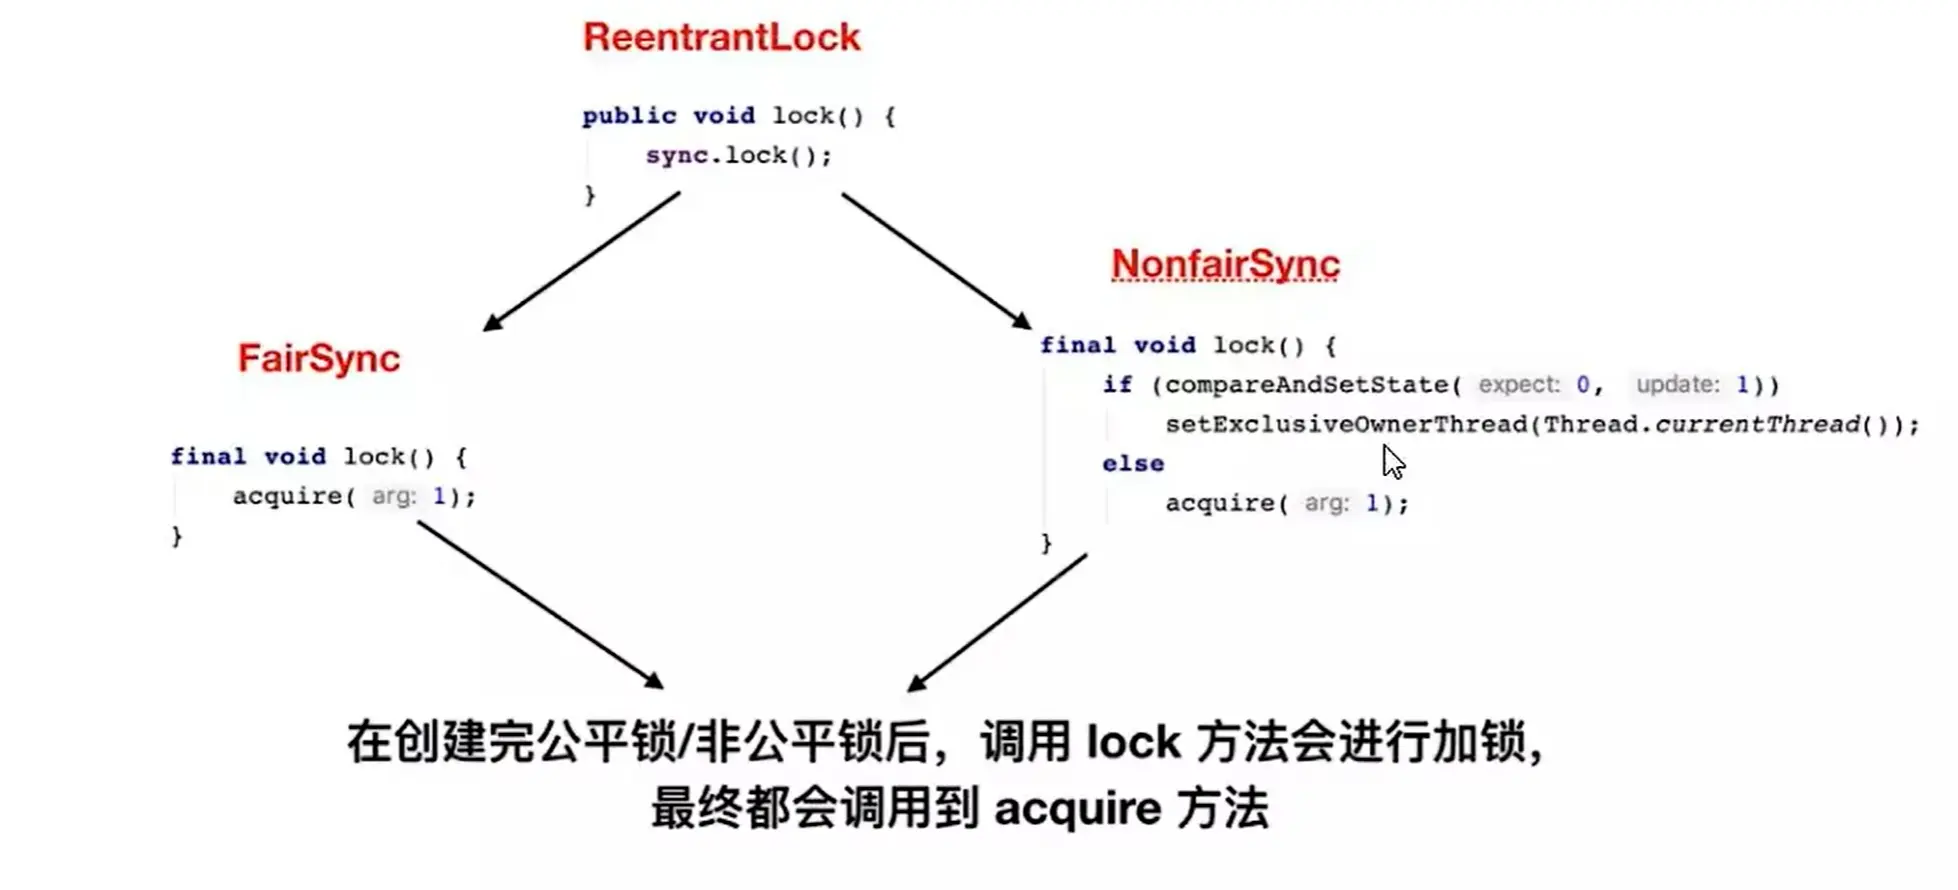 ReentrantLock
public void lock() {
sync.lock();
}
FairSync
final void lock() {
acquire( arg: 1);
}
NonfairSync
final void lock() {
if (compareAndSetState( expect: 0, update: 1))
setExclusiveOwnerThread(Thread.currentThread());
else
acquire( arg: 1);
}
在创建完公平锁/非公平锁后，调用 lock 方法会进行加锁，
最终都会调用到 acquire 方法